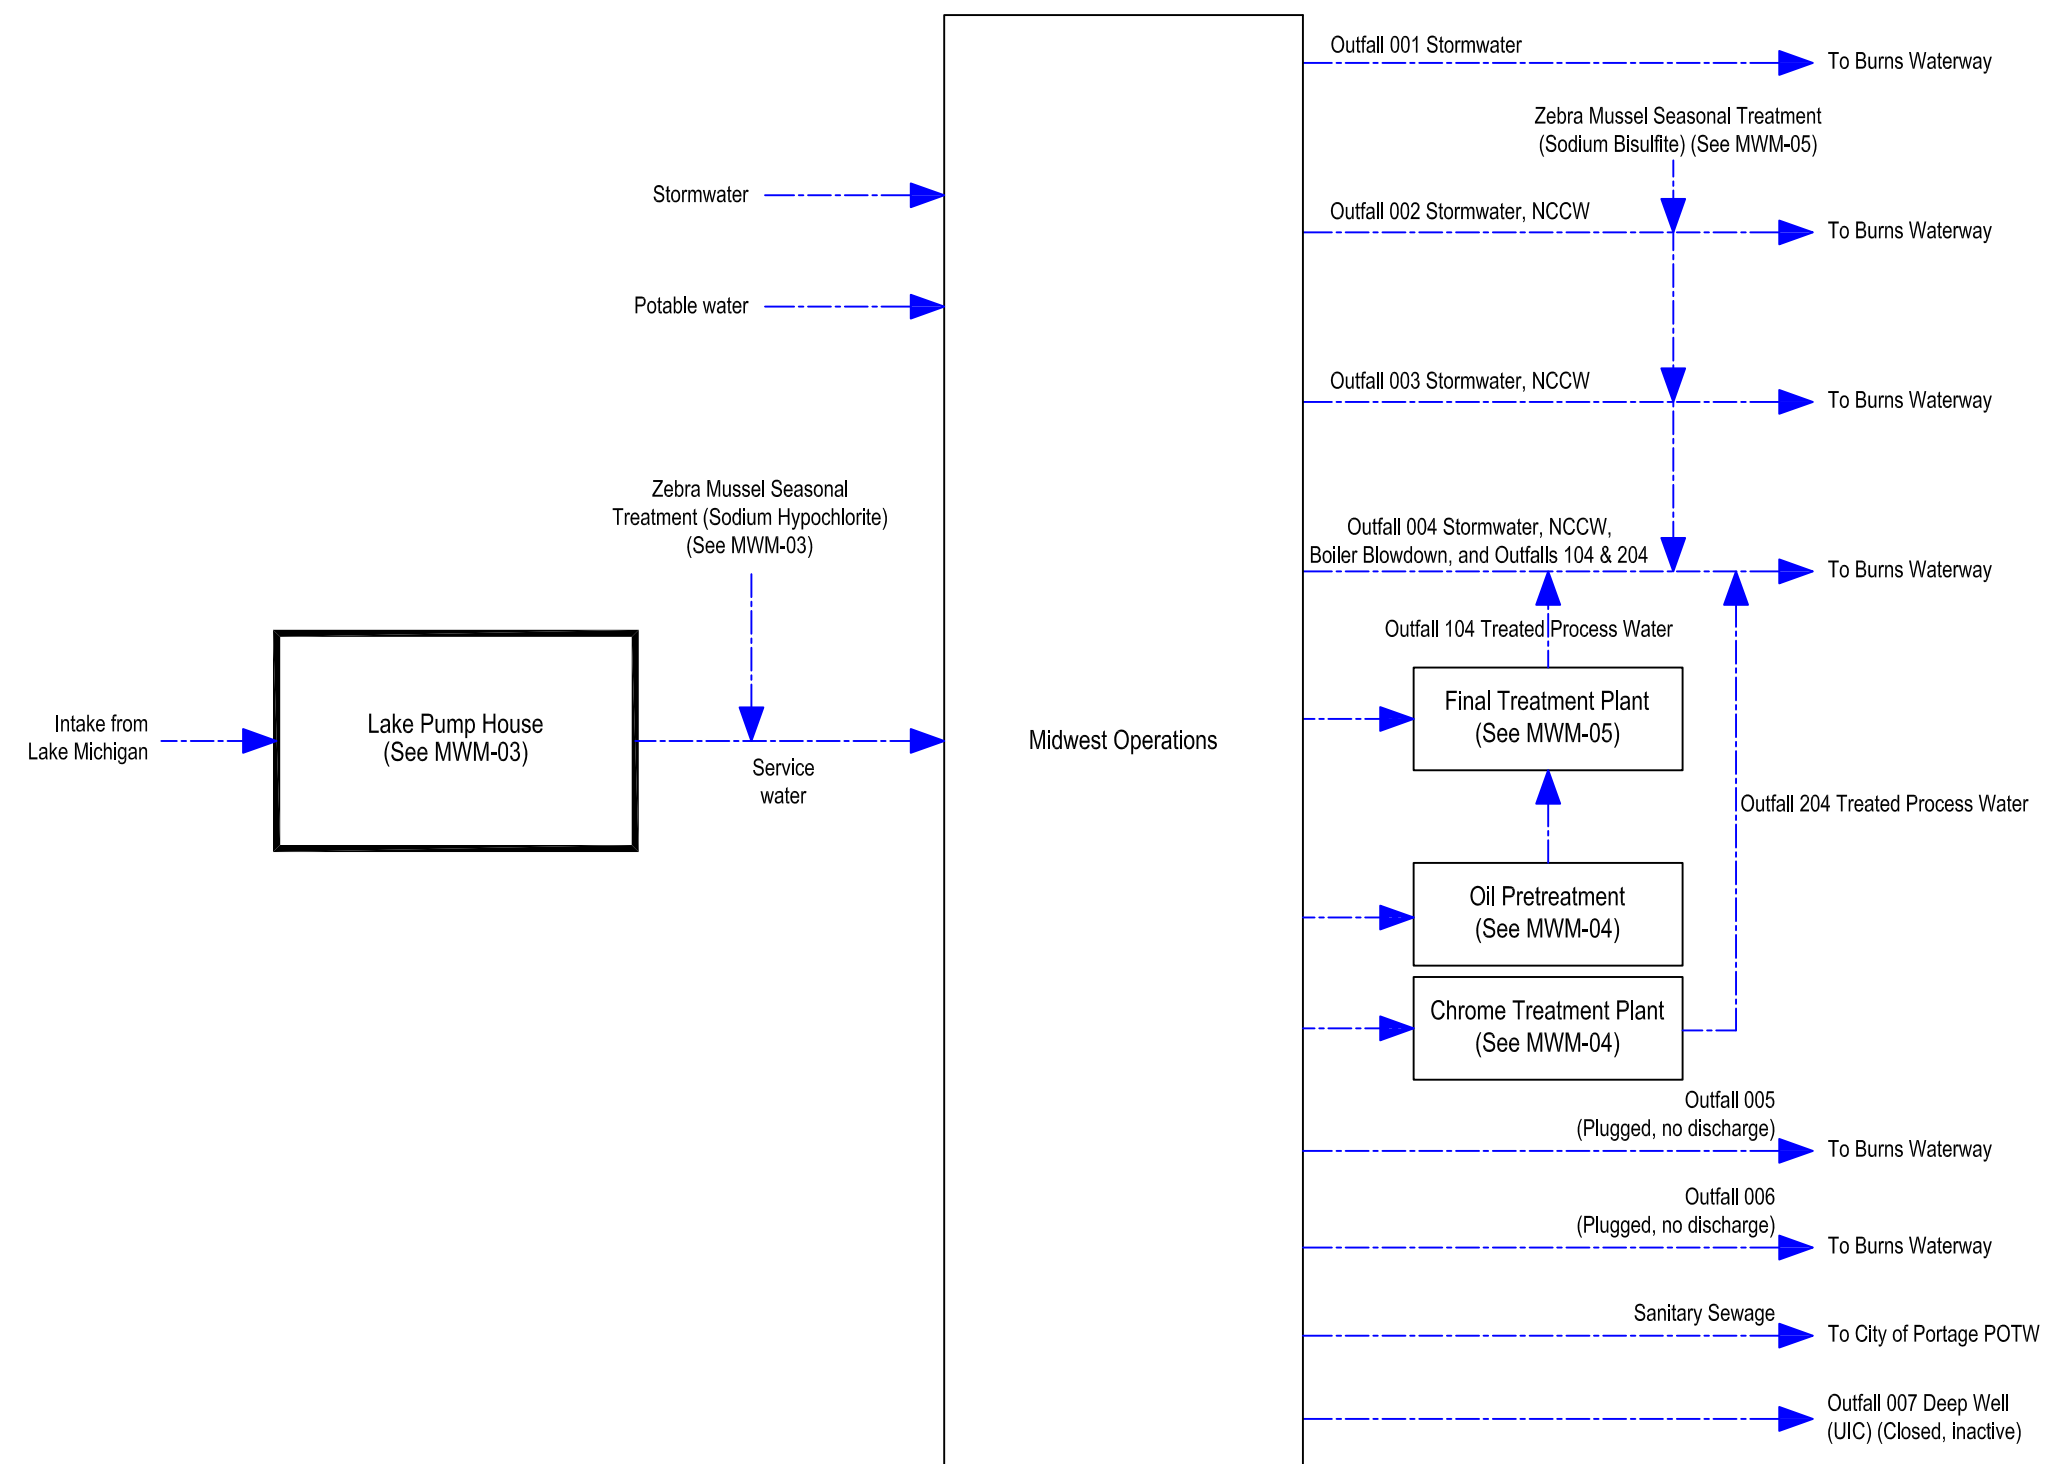 Outfall 001 Stormwater
To Burns Waterway
Zebra Mussel Seasonal Treatment
(Sodium Bisulfite) (See MWM-05)
Stormwater
Outfall 002 Stormwater, NCCW
To Burns Waterway
Potable water
Outfall 003 Stormwater, NCCW
To Burns Waterway
Zebra Mussel Seasonal
Treatment (Sodium Hypochlorite)
(See MWM-03)
Outfall 004 Stormwater, NCCW,
Boiler Blowdown, and Outfalls 104 & 204
To Burns Waterway
Outfall 104 Treated Process Water
Intake from
Lake Michigan
Lake Pump House
(See MWM-03)
Service
water
Midwest Operations
Final Treatment Plant
(See MWM-05)
Outfall 204 Treated Process Water
Oil Pretreatment
(See MWM-04)
Chrome Treatment Plant
(See MWM-04)
Outfall 005
(Plugged, no discharge)
To Burns Waterway
Outfall 006
(Plugged, no discharge)
To Burns Waterway
Sanitary Sewage
To City of Portage POTW
Outfall 007 Deep Well
(UIC) (Closed, inactive)